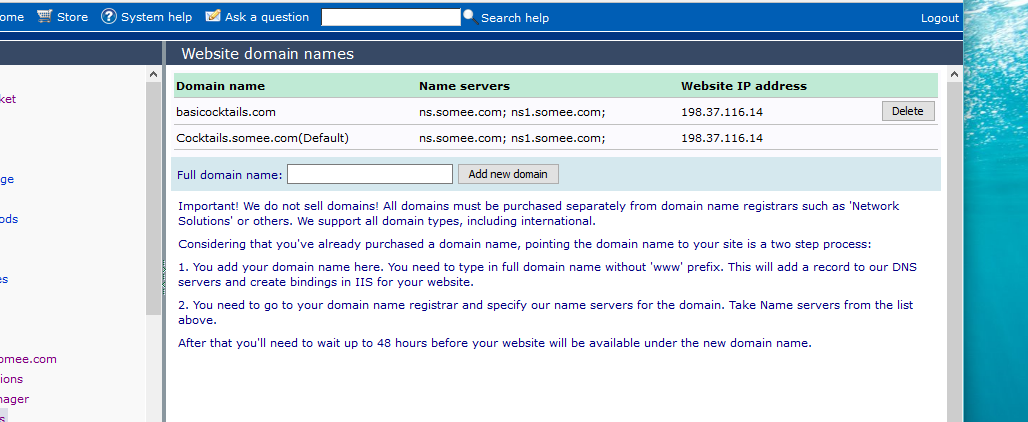 ome Store System help Ask a question Search help Logout
Website domain names
Domain name Name servers Website IP address
ket
basicocktails.com ns.somee.com; ns1.somee.com; 198.37.116.14 Delete
Cocktails.somee.com(Default) ns.somee.com; ns1.somee.com; 198.37.116.14
ge
Full domain name: Add new domain
Important! We do not sell domains! All domains must be purchased separately from domain name registrars such as 'Network
ods
Solutions' or others. We support all domain types, including international.
Considering that you've already purchased a domain name, pointing the domain name to your site is a two step process:
1. You add your domain name here. You need to type in full domain name without 'www' prefix. This will add a record to our DNS
es
servers and create bindings in IIS for your website.
2. You need to go to your domain name registrar and specify our name servers for the domain. Take Name servers from the list
above.
After that you'll need to wait up to 48 hours before your website will be available under the new domain name.
omee.com
ions
nager
s